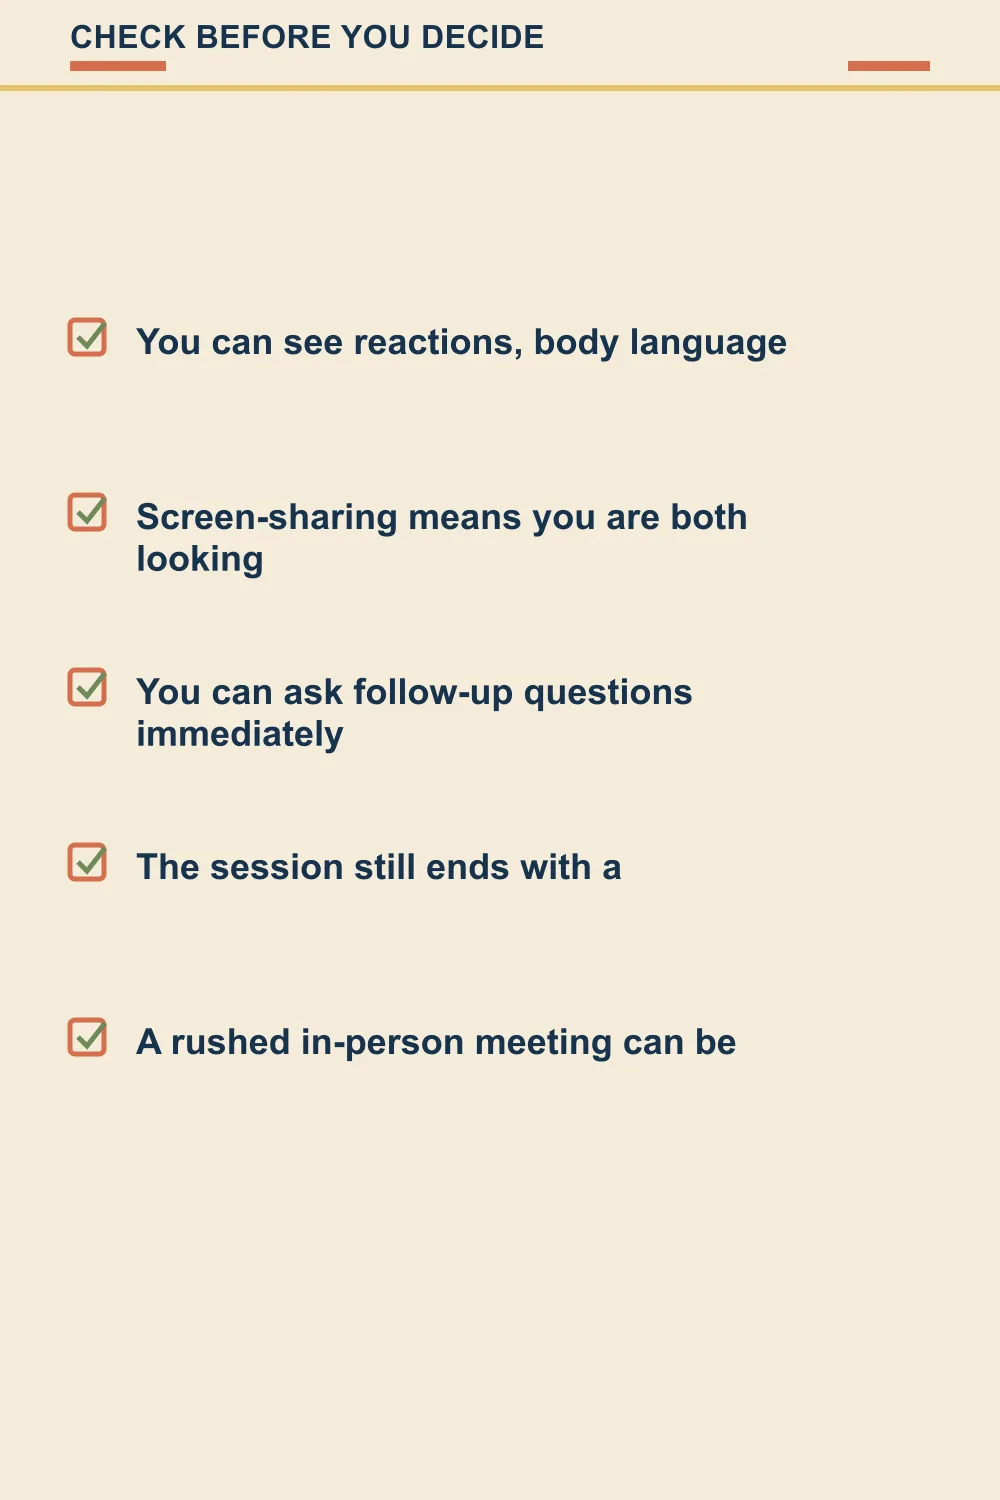 CHECK BEFORE YOU DECIDE
You can see reactions, body language
Screen-sharing means you are both
looking
You can ask follow-up questions
immediately
The session still ends with a
A rushed in-person meeting can be